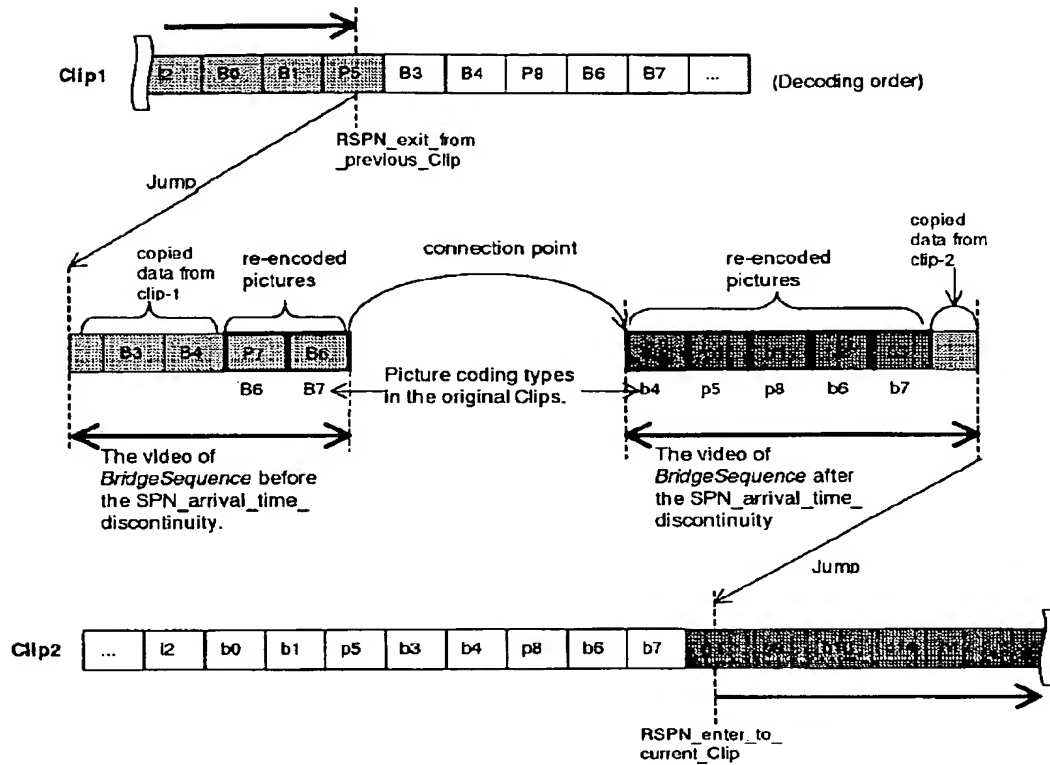 Clip1
I2 B0 B1 P5 B3 B4 P8 B6 B7 ...
(Decoding order)
RSPN_exit_from
_previous_Clip
Jump
copied
data from
clip-1
re-encoded
pictures
connection point
re-encoded
pictures
copied
data from
clip-2
B3 B4 P7 B6
B6 B7
Picture coding types
in the original Clips.
b4 p5 p8 b6 b7
The video of
BridgeSequence before
the SPN_arrival_time_
discontinuity.
The video of
BridgeSequence after
the SPN_arrival_time_
discontinuity
Jump
Clip2
... I2 b0 b1 p5 b3 b4 p8 b6 b7
RSPN_enter_to_
current_Clip